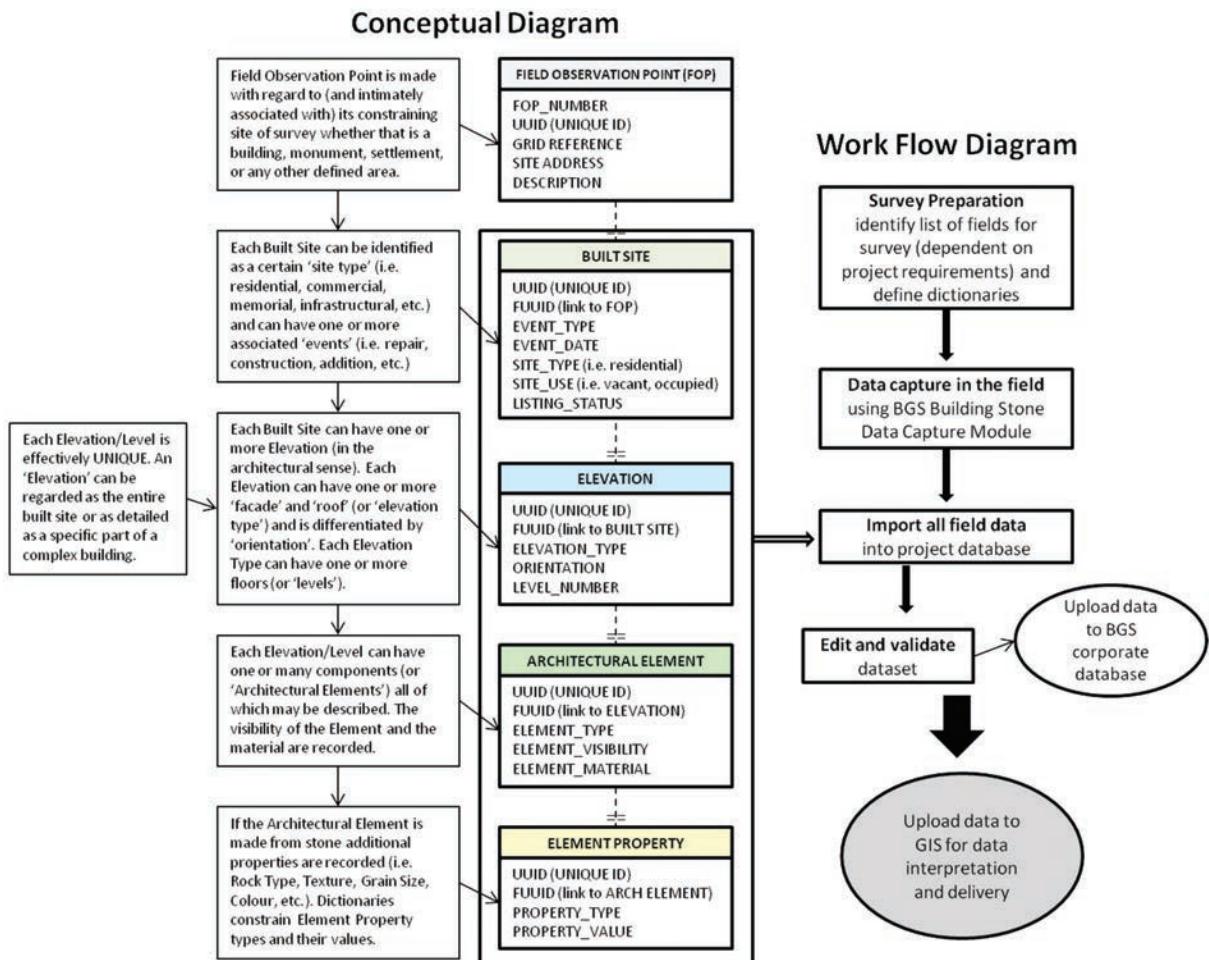 Conceptual Diagram
Field Observation Point is made
with regard to (and intimately
associated with) its constraining
site of survey whether that is a
building, monument, settlement,
or any other defined area.
Each Built Site can be identified
as a certain ‘site type’ (i.e.
residential, commercial,
memorial, infrastructural, etc.)
and can have one or more
associated ‘events’ (i.e. repair,
construction, addition, etc.)
Each Elevation/Level is
effectively UNIQUE. An
‘Elevation’ can be
regarded as the entire
built site or as detailed
as a specific part of a
complex building.
Each Built Site can have one or
more Elevation (in the
architectural sense). Each
Elevation can have one or more
‘facade’ and ‘roof’ (or ‘elevation
type’) and is differentiated by
‘orientation’. Each Elevation
Type can have one or more
floors (or ‘levels’).
Each Elevation/Level can have
one or many components (or
‘Architectural Elements’) all of
which may be described. The
visibility of the Element and the
material are recorded.
If the Architectural Element is
made from stone additional
properties are recorded (i.e.
Rock Type, Texture, Grain Size,
Colour, etc.). Dictionaries
constrain Element Property
types and their values.
FIELD OBSERVATION POINT (FOP)
FOP_NUMBER
UUID (UNIQUE ID)
GRID REFERENCE
SITE ADDRESS
DESCRIPTION
BUILT SITE
UUID (UNIQUE ID)
FUUID (link to FOP)
EVENT_TYPE
EVENT_DATE
SITE_TYPE (i.e. residential)
SITE_USE (i.e. vacant, occupied)
LISTING_STATUS
ELEVATION
UUID (UNIQUE ID)
FUUID (link to BUILT SITE)
ELEVATION_TYPE
ORIENTATION
LEVEL_NUMBER
ARCHITECTURAL ELEMENT
UUID (UNIQUE ID)
FUUID (link to ELEVATION)
ELEMENT_TYPE
ELEMENT_VISIBILITY
ELEMENT_MATERIAL
ELEMENT PROPERTY
UUID (UNIQUE ID)
FUUID (link to ARCH ELEMENT)
PROPERTY_TYPE
PROPERTY_VALUE
Work Flow Diagram
Survey Preparation
identify list of fields for
survey (dependent on
project requirements) and
define dictionaries
Data capture in the field
using BGS Building Stone
Data Capture Module
Import all field data
into project database
Edit and validate
dataset
Upload data
to BGS
corporate
database
Upload data to
GIS for data
interpretation
and delivery